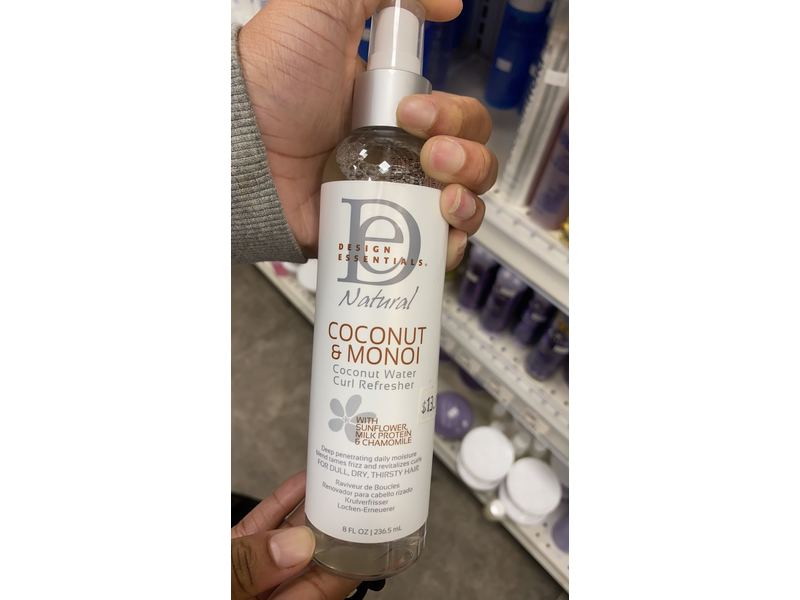 De
DESIGN
ESSENTIALS®
Natural
COCONUT
& MONOI
Coconut Water
Curl Refresher
$13.
WITH
SUNFLOWER,
MILK PROTEIN
& CHAMOMILE
Deep penetrating daily moisture
blend tames frizz and revitalizes curls
FOR DULL, DRY, THIRSTY HAIR
Raviveur de Boucles
Renovador para cabello rizado
Krulverfrisser
Locken-Erneuerer
8 FL OZ | 236.5 mL